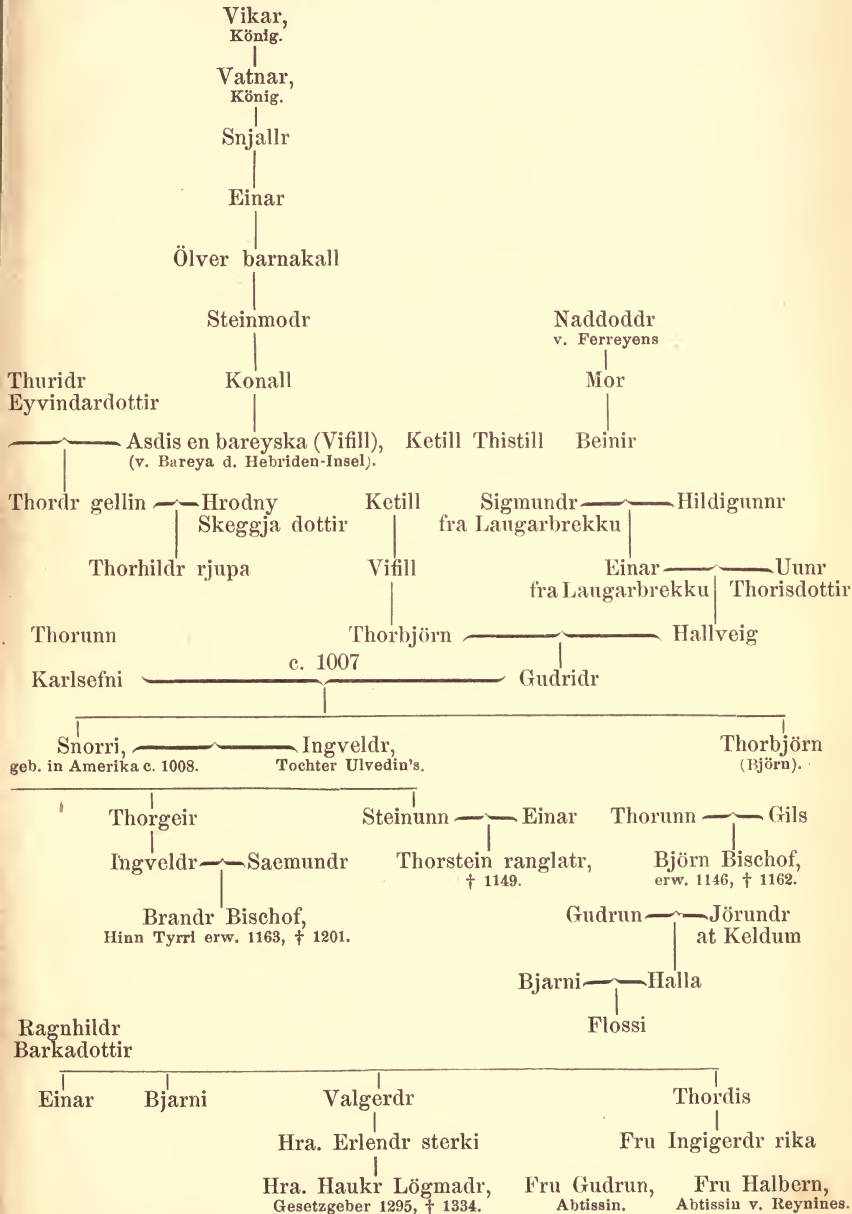 Vikar,
König.
Vatnar,
König.
Snjallr
Einar
Ölver barnakall
Steinmodr
Naddoddr
v. Ferreyens
Thuridr
Eyvindardottir
Konall
Mor
Asdis en bareyska (Vifill),
(v. Bareya d. Hebriden-Insel).
Ketill Thistill
Beinir
Thordr gellin
Hrodny
Skeggja dottir
Ketill
Sigmundr
fra Laugarbrekku
Hildigunnr
Thorhildr rjupa
Vifill
Einar
fra Laugarbrekku
Uunr
Thorisdottir
Thorunn
Thorbjörn
Hallveig
c. 1007
Karlsefni
Gudridr
Snorri,
geb. in Amerika c. 1008.
Ingveldr,
Tochter Ulvedin's.
Thorbjörn
(Björn).
Thorgeir
Steinunn
Einar
Thorunn
Gils
Ingveldr
Saemundr
Thorstein ranglatr,
† 1149.
Björn Bischof,
erw. 1146, † 1162.
Brandr Bischof,
Hinn Tyrri erw. 1163, † 1201.
Gudrun
Jörundr
at Keldum
Bjarni
Halla
Flossi
Ragnhildr
Barkadottir
Einar
Bjarni
Valgerdr
Thordis
Hra. Erlendr sterki
Fru Ingigerdr rika
Hra. Haukr Lögmadr,
Gesetzgeber 1295, † 1334.
Fru Gudrun,
Abtissin.
Fru Halbern,
Abtissin v. Reynines.